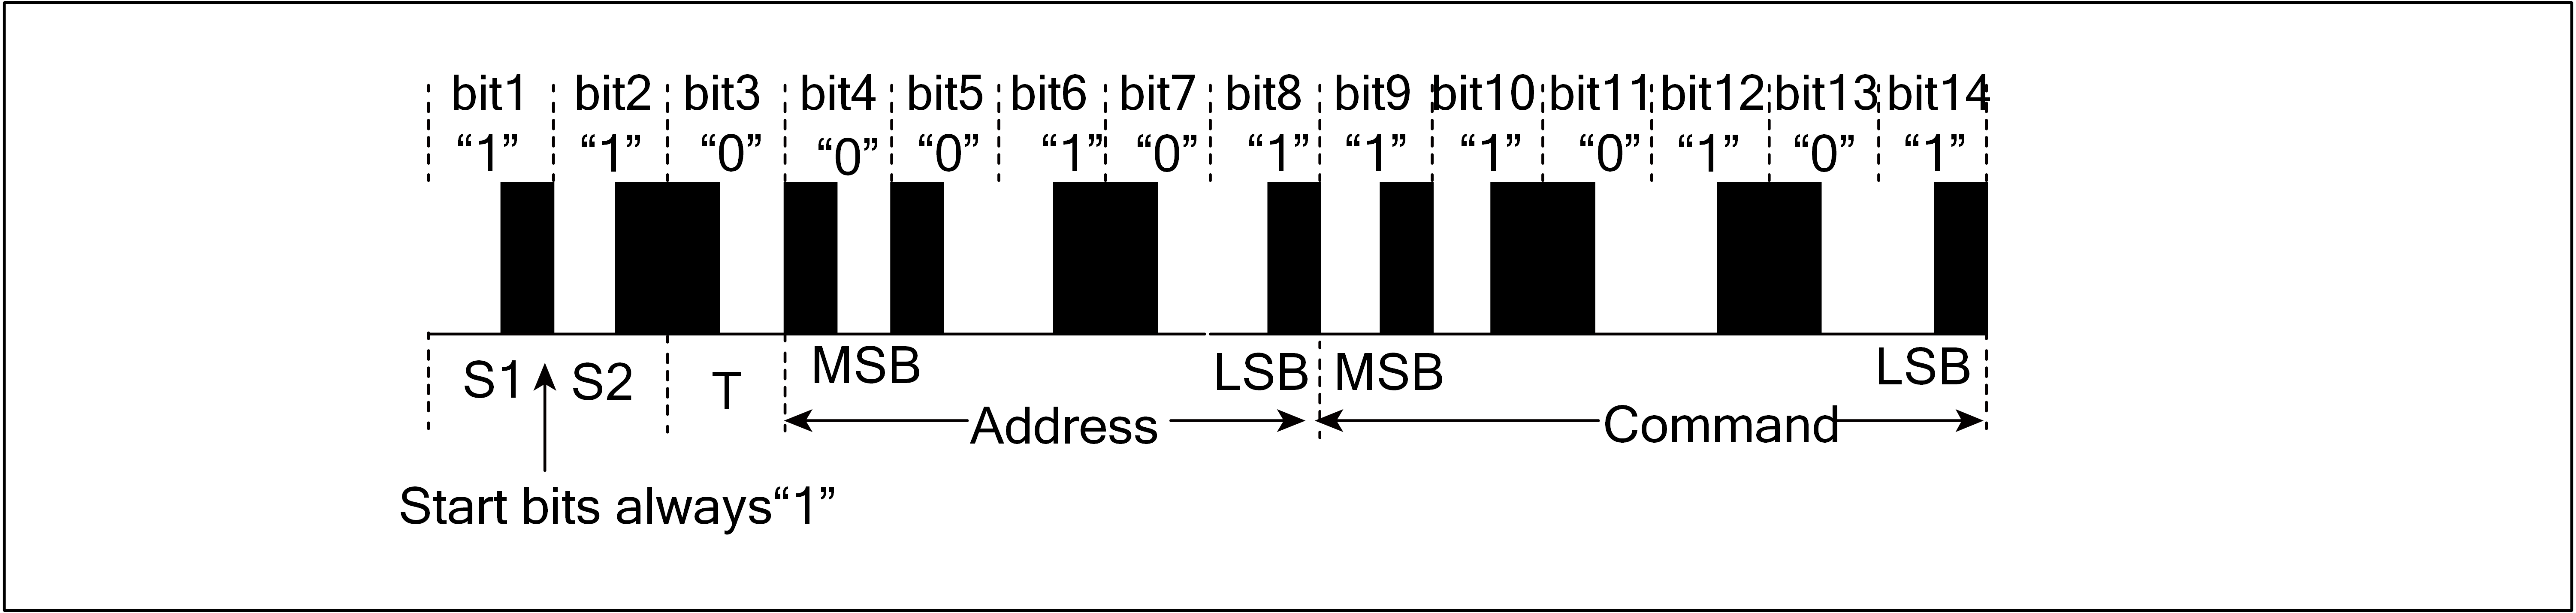 bit1 bit2 bit3 bit4 bit5 bit6 bit7 bit8 bit9 bit10 bit11 bit12 bit13 bit14
“1” “1” “0” “0” “0” “1” “0” “1” “1” “1” “0” “1” “0” “1”
S1 S2 T MSB LSB MSB LSB
Address Command
Start bits always“1”